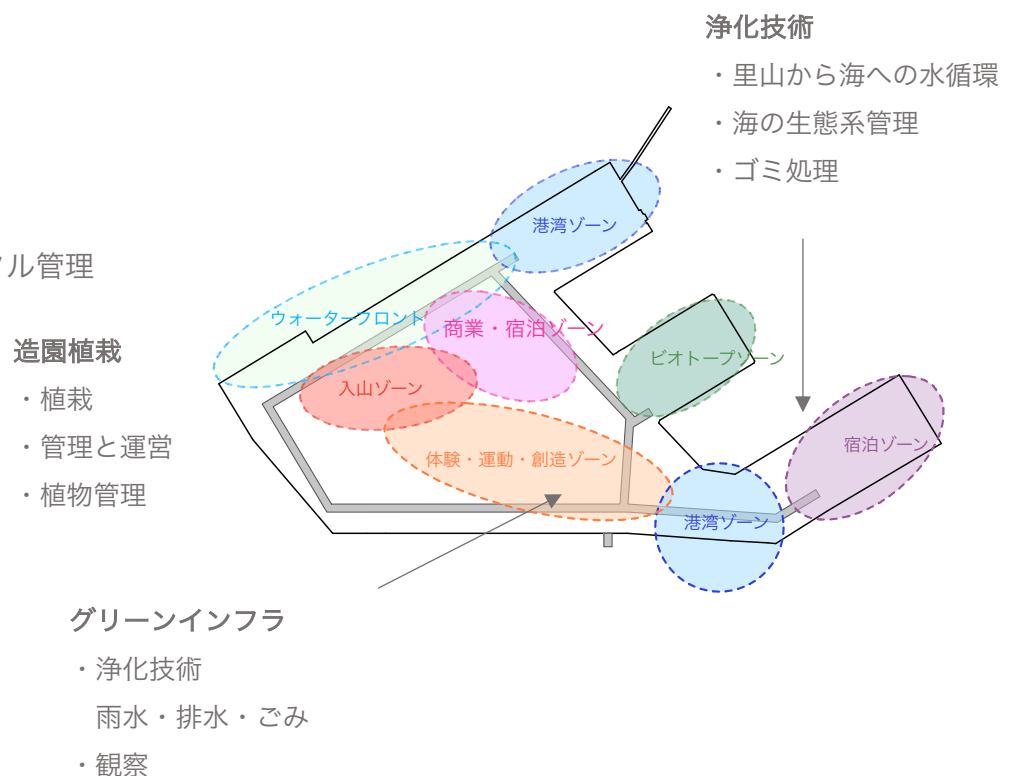 浄化技術
・里山から海への水循環
・海の生態系管理
・ゴミ処理
港湾ゾーン
ル管理
ウォーターフロント
商業・宿泊ゾーン
造園植栽
・植栽
・管理と運営
・植物管理
ビオトープゾーン
入山ゾーン
宿泊ゾーン
体験・運動・創造ゾーン
港湾ゾーン
グリーンインフラ
・浄化技術
雨水・排水・ごみ
・観察